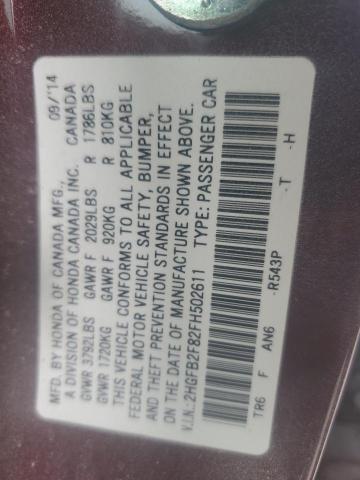 MFD. BY HONDA OF CANADA MFG., 09/'14
A DIVISION OF HONDA CANADA INC. CANADA
GVWR 3792LBS GAWR F 2029LBS R 1786LBS
GVWR 1720KG GAWR F 920KG R 810KG
THIS VEHICLE CONFORMS TO ALL APPLICABLE
FEDERAL MOTOR VEHICLE SAFETY, BUMPER,
AND THEFT PREVENTION STANDARDS IN EFFECT
ON THE DATE OF MANUFACTURE SHOWN ABOVE.
V.I.N.: 2HGFB2F82FH502611 TYPE: PASSENGER CAR
TR6 F AN6 -R543P -T -H